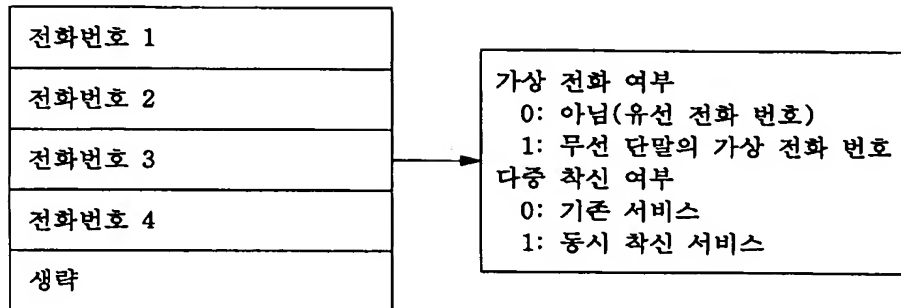 전화번호 1
전화번호 2
전화번호 3
전화번호 4
생략
가상 전화 여부
0: 아님(유선 전화 번호)
1: 무선 단말의 가상 전화 번호
다중 착신 여부
0: 기존 서비스
1: 동시 착신 서비스